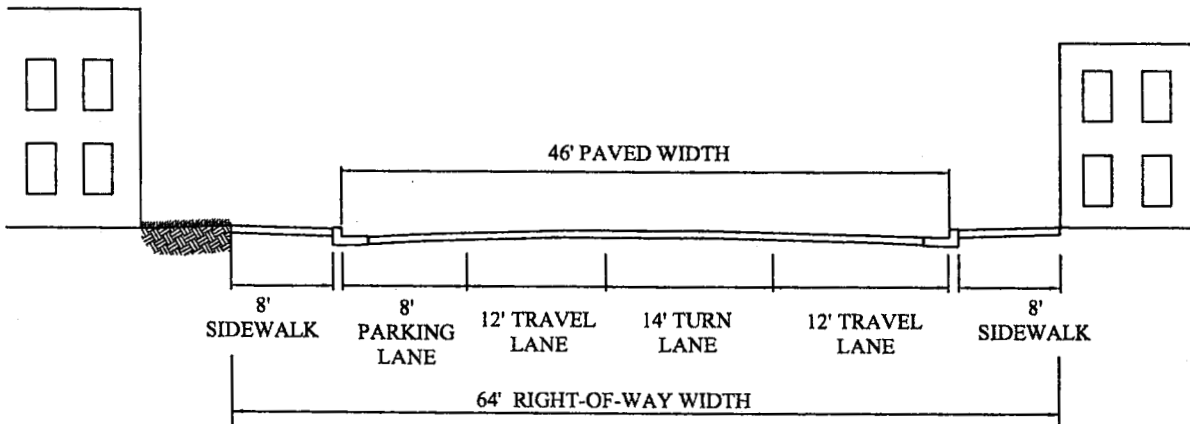 46' PAVED WIDTH
8'
SIDEWALK
8'
PARKING
LANE
12' TRAVEL
LANE
14' TURN
LANE
12' TRAVEL
LANE
8'
SIDEWALK
64' RIGHT-OF-WAY WIDTH